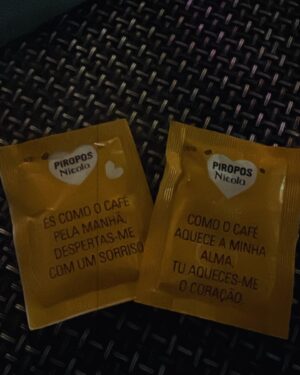 PIROPOS
Nicola
ÉS COMO O CAFÉ
PELA MANHÃ,
DESPERTAS-ME
COM UM SORRISO
PIROPOS
Nicola
COMO O CAFÉ
AQUECE A MINHA
ALMA,
TU AQUECES-ME
O CORAÇÃO